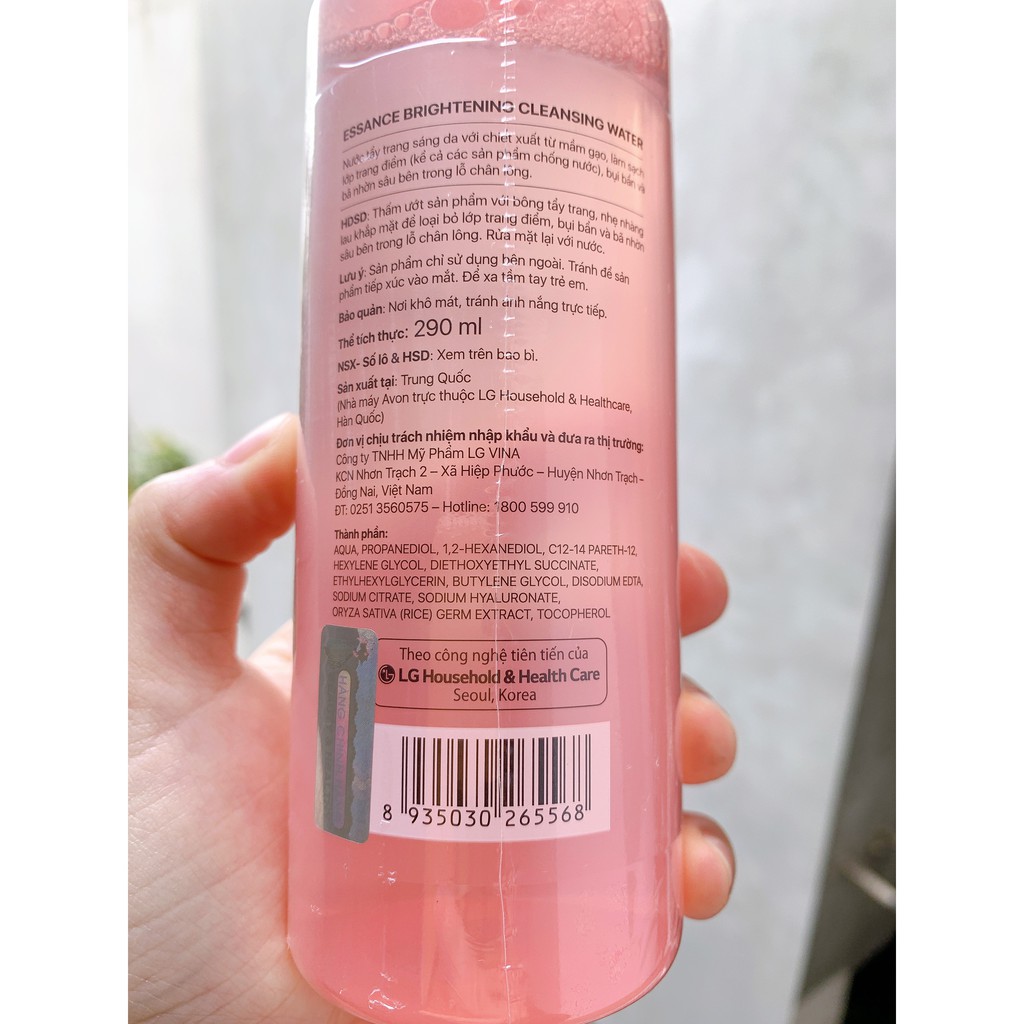 ESSANCE BRIGHTENING CLEANSING WATER
Nước tẩy trang sáng da với chiết xuất từ mầm gạo, làm sạch
lớp trang điểm (kể cả các sản phẩm chống nước), bụi bẩn và
bã nhờn sâu bên trong lỗ chân lông.
HDSD: Thấm ướt sản phẩm với bông tẩy trang, nhẹ nhàng
lau khắp mặt để loại bỏ lớp trang điểm, bụi bẩn và bã nhờn
sâu bên trong lỗ chân lông. Rửa mặt lại với nước.
Lưu ý: Sản phẩm chỉ sử dụng bên ngoài. Tránh để sản
phẩm tiếp xúc vào mắt. Để xa tầm tay trẻ em.
Bảo quản: Nơi khô mát, tránh ánh nắng trực tiếp.
Thể tích thực: 290 ml
NSX- Số lô & HSD: Xem trên bao bì.
Sản xuất tại: Trung Quốc
(Nhà máy Avon trực thuộc LG Household & Healthcare,
Hàn Quốc)
Đơn vị chịu trách nhiệm nhập khẩu và đưa ra thị trường:
Công ty TNHH Mỹ Phẩm LG VINA
KCN Nhơn Trạch 2 – Xã Hiệp Phước – Huyện Nhơn Trạch –
Đồng Nai, Việt Nam
ĐT: 0251 3560575 – Hotline: 1800 599 910
Thành phần:
AQUA, PROPANEDIOL, 1,2-HEXANEDIOL, C12-14 PARETH-12,
HEXYLENE GLYCOL, DIETHOXYETHYL SUCCINATE,
ETHYLHEXYLGLYCERIN, BUTYLENE GLYCOL, DISODIUM EDTA,
SODIUM CITRATE, SODIUM HYALURONATE,
ORYZA SATIVA (RICE) GERM EXTRACT, TOCOPHEROL
Theo công nghệ tiên tiến của
LG Household & Health Care
Seoul, Korea
HÀNG
8 935030 265568